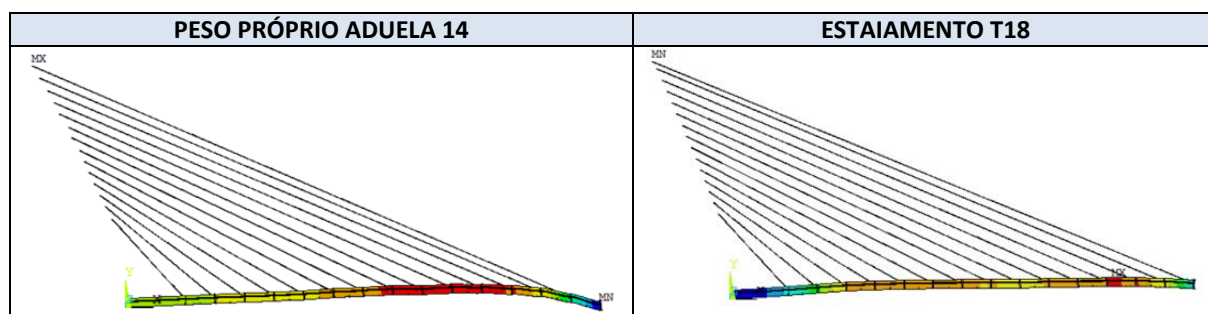 PESO PRÓPRIO ADUELA 14
ESTAIAMENTO T18
MX
MN
Y
X
MN
Y
MX